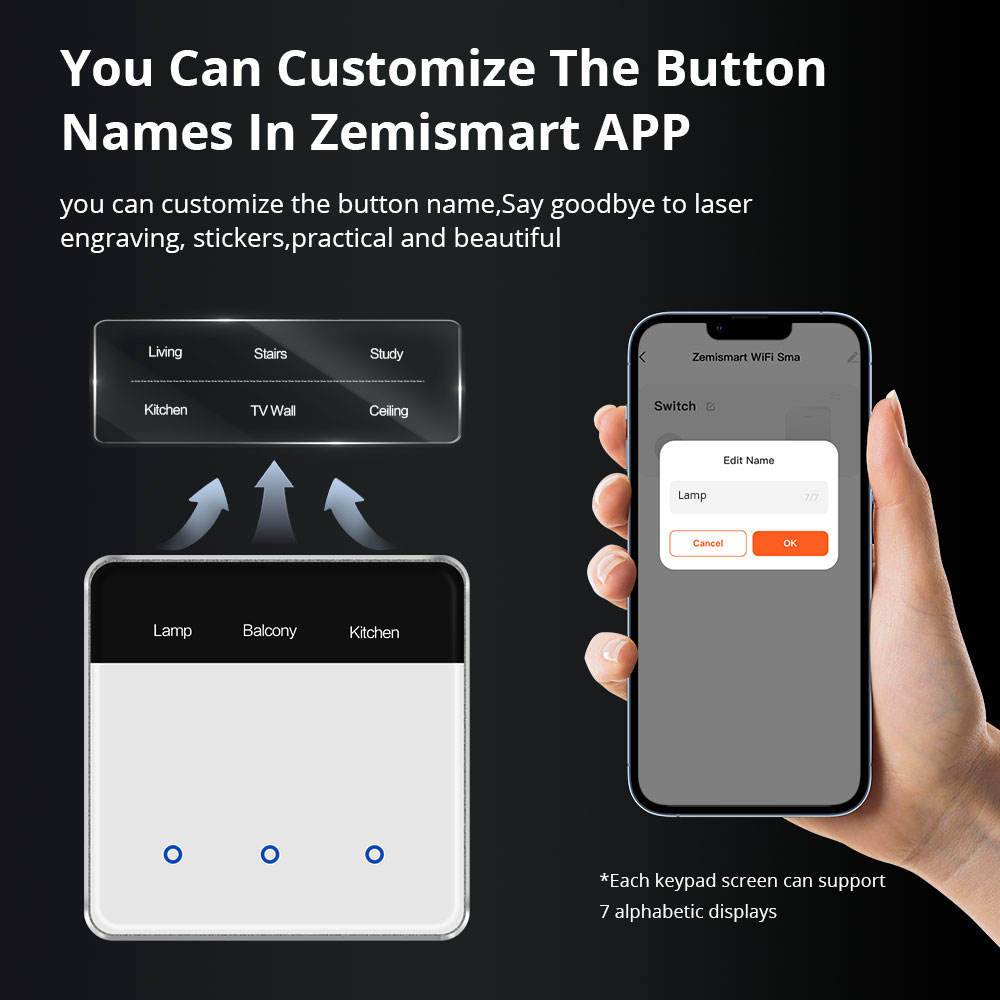 You Can Customize The Button
Names In Zemismart APP
you can customize the button name,Say goodbye to laser
engraving, stickers,practical and beautiful
Living Stairs Study
Kitchen TV Wall Ceiling
Lamp Balcony Kitchen
Zemismart WiFi Sma
Switch
Edit Name
Lamp 7/7
Cancel OK
*Each keypad screen can support
7 alphabetic displays